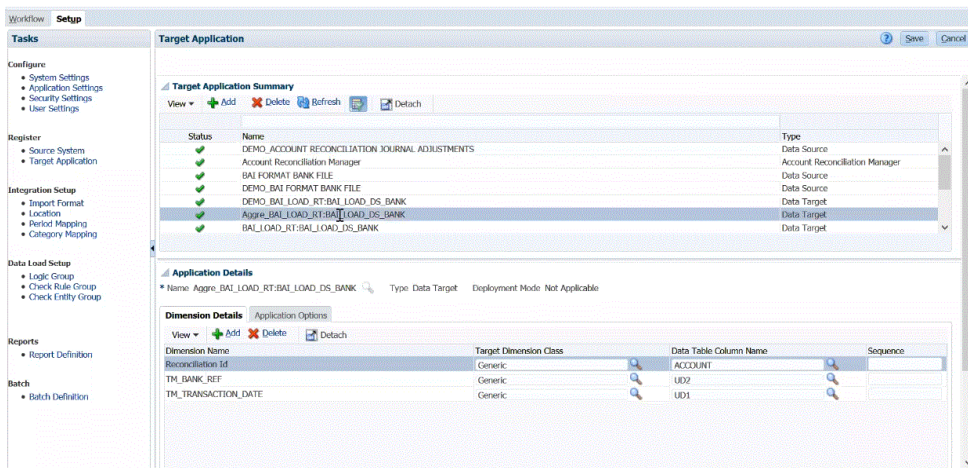 Workflow Setup
Tasks
Target Application
? Save Cancel
Configure
System Settings
Application Settings
Security Settings
User Settings
Register
Source System
Target Application
Integration Setup
Import Format
Location
Period Mapping
Category Mapping
Data Load Setup
Logic Group
Check Rule Group
Check Entity Group
Reports
Report Definition
Batch
Batch Definition
Target Application Summary
View Add Delete Refresh Detach
Status Name Type
DEMO_ACCOUNT RECONCILIATION JOURNAL ADJUSTMENTS Data Source
Account Reconciliation Manager Account Reconciliation Manager
BAI FORMAT BANK FILE Data Source
DEMO_BAI FORMAT BANK FILE Data Source
DEMO_BAI_LOAD_RT:BAI_LOAD_DS_BANK Data Target
Aggre_BAI_LOAD_RT:BAI_LOAD_DS_BANK Data Target
BAI_LOAD_RT:BAI_LOAD_DS_BANK Data Target
Application Details
* Name Aggre_BAI_LOAD_RT:BAI_LOAD_DS_BANK Type Data Target Deployment Mode Not Applicable
Dimension Details Application Options
View Add Delete Detach
Dimension Name Target Dimension Class Data Table Column Name Sequence
Reconciliation Id Generic ACCOUNT
TM_BANK_REF Generic UD2
TM_TRANSACTION_DATE Generic UD1